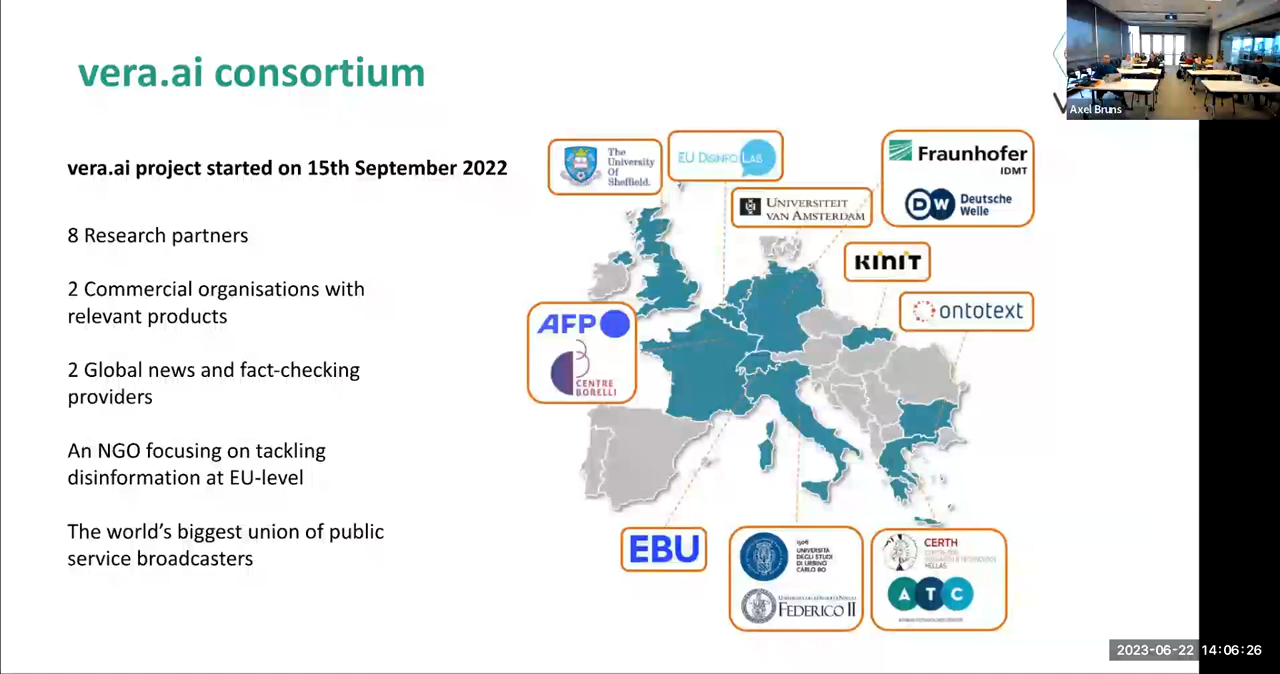 vera.ai consortium
Axel Bruns
vera.ai project started on 15th September 2022
8 Research partners
2 Commercial organisations with
relevant products
2 Global news and fact-checking
providers
An NGO focusing on tackling
disinformation at EU-level
The world's biggest union of public
service broadcasters
The
University
Of
Sheffield.
EU DISINFO LAB
Fraunhofer
IDMT
DW Deutsche
Welle
UNIVERSITEIT
VAN AMSTERDAM
KINIT
ontotext
AFP
CENTRE
BORELLI
EBU
1506
UNIVERSITÀ
DEGLI STUDI
DI URBINO
CARLO BO
FEDERICO II
CERTH
HELLAS
ATC
2023-06-22 14:06:26